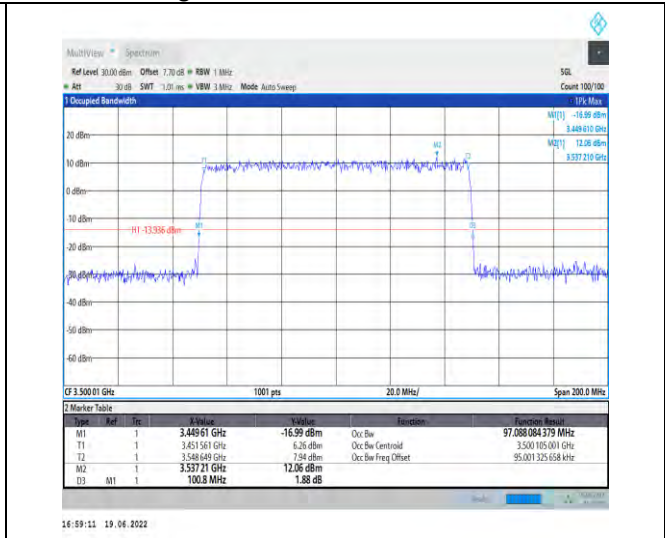 MultiView Spectrum
Ref Level 30.00 dBm Offset 7.70 dB RBW 1 MHz SGL
Att 30 dB SWT 1.01 ms VBW 3 MHz Mode Auto Sweep Count 100/100
1 Occupied Bandwidth 1Pk Max
M1[1] -16.99 dBm
3.449 610 GHz
20 dBm
M2[1] 12.06 dBm
3.537 210 GHz
M2
10 dBm
T1
0 dBm
-10 dBm
H1 -13.936 dBm
M1
D3
-20 dBm
-30 dBm
-40 dBm
-50 dBm
-60 dBm
CF 3.500 01 GHz 1001 pts 20.0 MHz/ Span 200.0 MHz
2 Marker Table
Type Ref Trc X-Value Y-Value Function Function Result
M1 1 3.449 61 GHz -16.99 dBm Occ Bw 97.088 084 379 MHz
T1 1 3.451 561 GHz 6.26 dBm Occ Bw Centroid 3.500 105 001 GHz
T2 1 3.548 649 GHz 7.94 dBm Occ Bw Freq Offset 95.001 325 658 kHz
M2 1 3.537 21 GHz 12.06 dBm
D3 M1 1 100.8 MHz 1.88 dB
16:59:11 19.06.2022